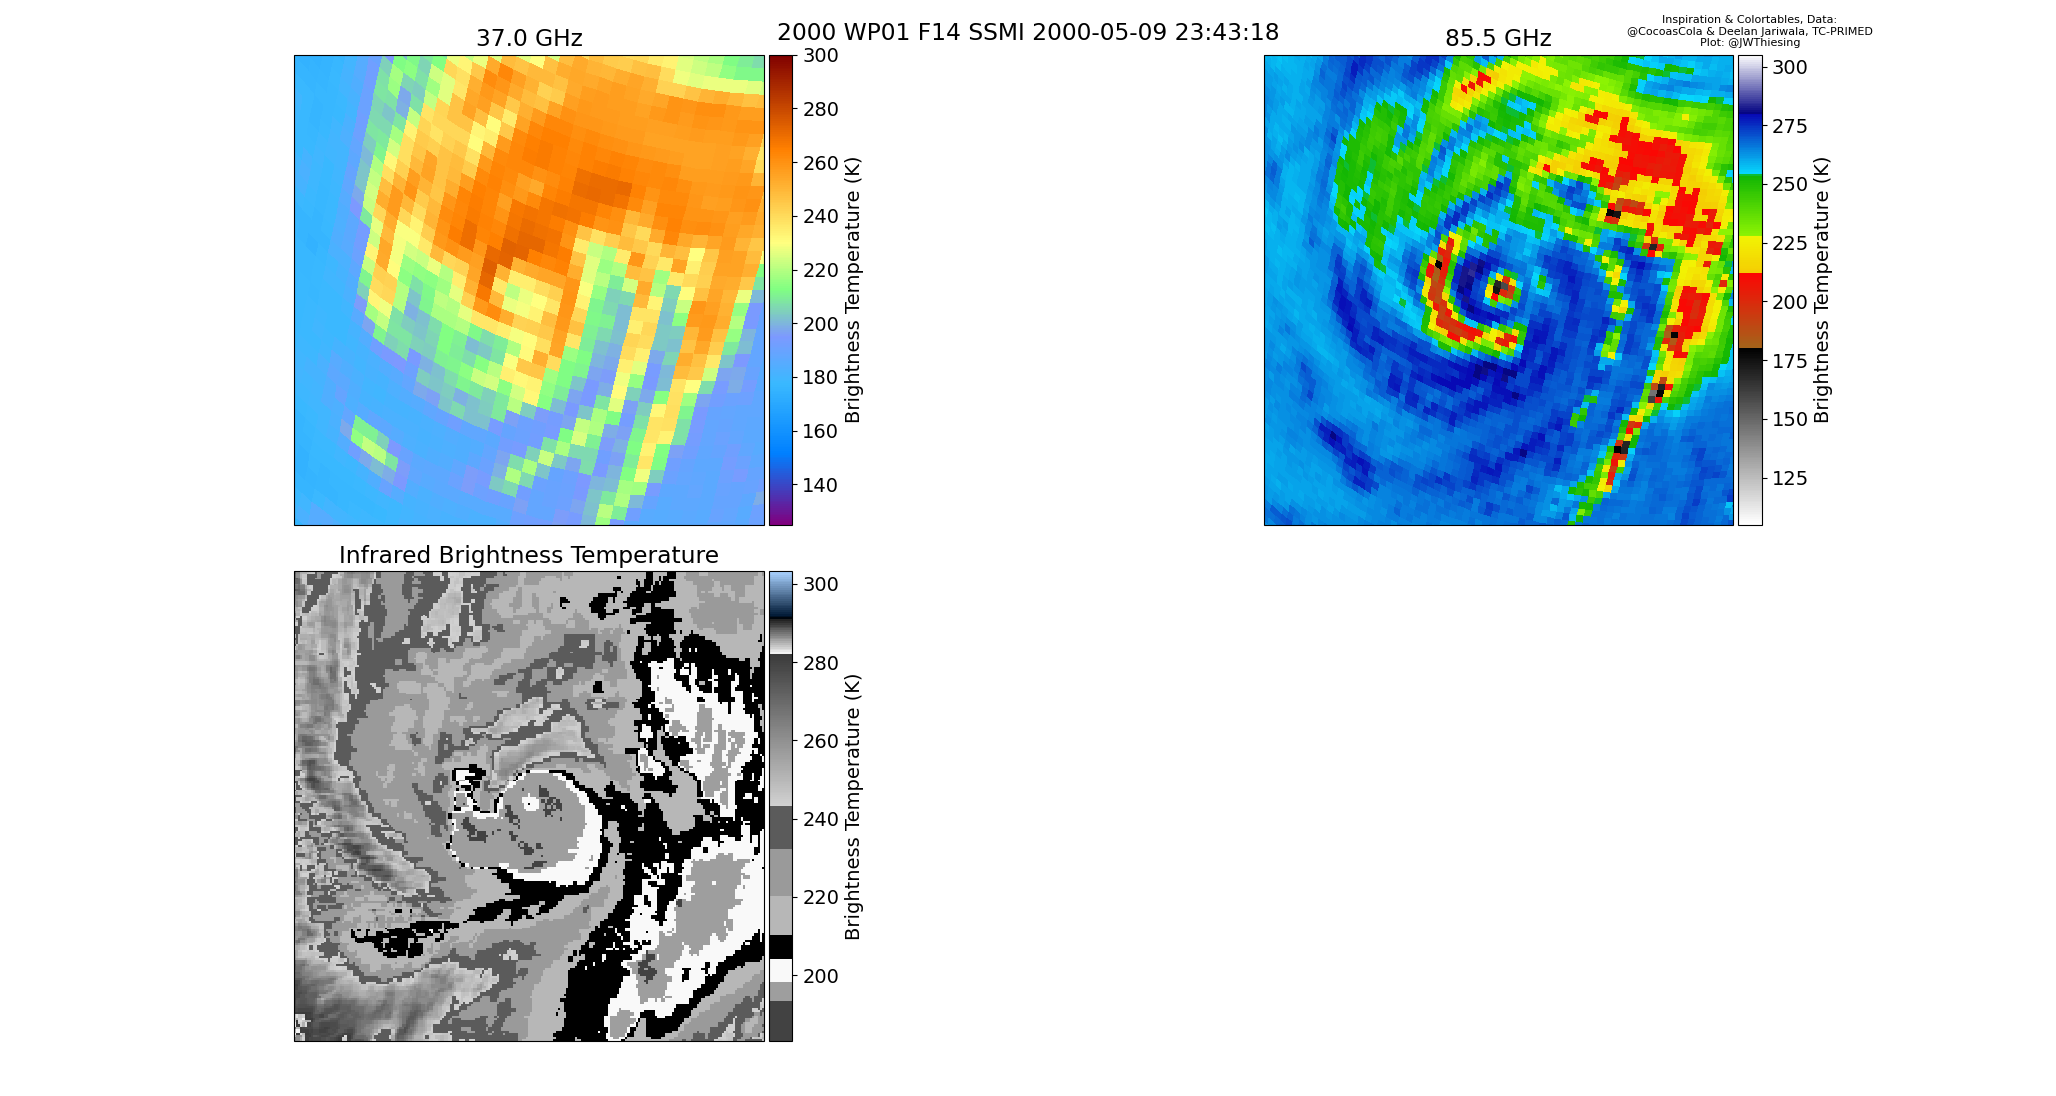 2000 WP01 F14 SSMI 2000-05-09 23:43:18
Inspiration & Colortables, Data:
@CocoasCola & Deelan Jariwala, TC-PRIMED
Plot: @JWThiesing
37.0 GHz
300
280
260
240
220
200
180
160
140
Brightness Temperature (K)
85.5 GHz
300
275
250
225
200
175
150
125
Brightness Temperature (K)
Infrared Brightness Temperature
300
280
260
240
220
200
Brightness Temperature (K)